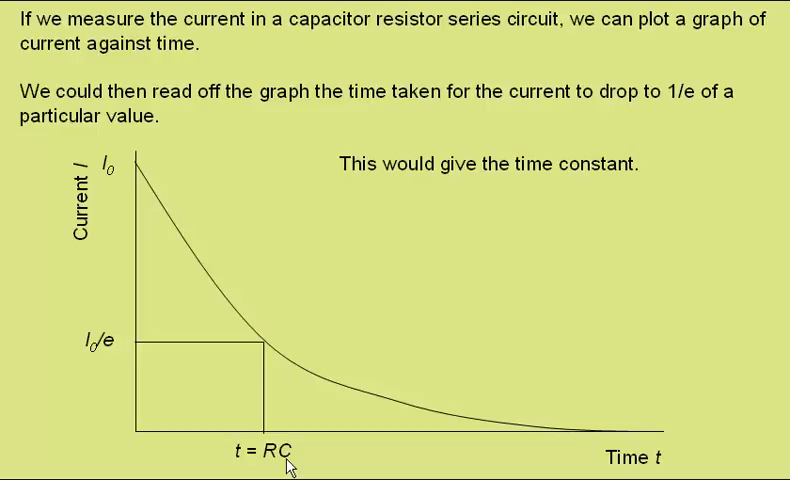 If we measure the current in a capacitor resistor series circuit, we can plot a graph of
current against time.
We could then read off the graph the time taken for the current to drop to 1/e of a
particular value.
This would give the time constant.
Current I
I₀
I₀/e
t = RC
Time t